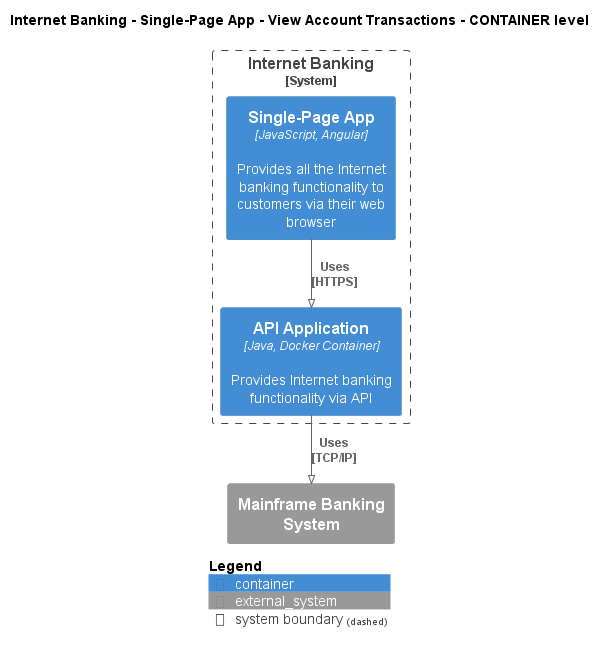 Internet Banking - Single-Page App - View Account Transactions - CONTAINER level
Internet Banking
[System]
Single-Page App
[JavaScript, Angular]
Provides all the Internet
banking functionality to
customers via their web
browser
Uses
[HTTPS]
API Application
[Java, Docker Container]
Provides Internet banking
functionality via API
Uses
[TCP/IP]
Mainframe Banking
System
Legend
container
external_system
system boundary (dashed)